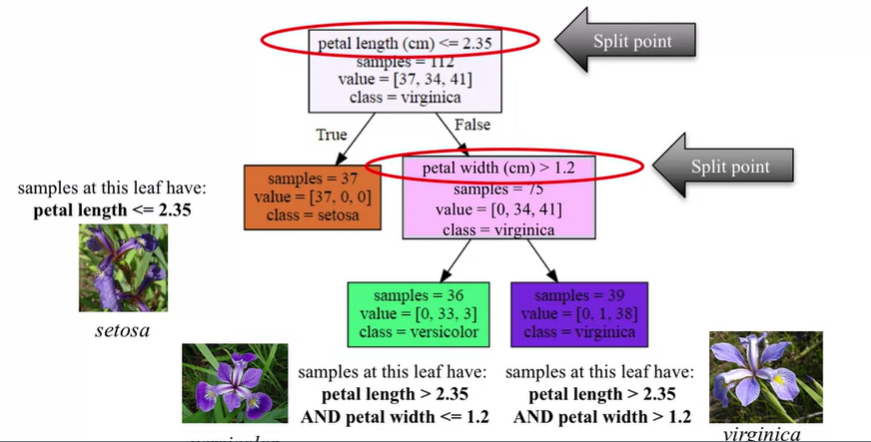 petal length (cm) <= 2.35
samples = 112
value = [37, 34, 41]
class = virginica
Split point
True
False
petal width (cm) > 1.2
samples = 75
value = [0, 34, 41]
class = virginica
Split point
samples = 37
value = [37, 0, 0]
class = setosa
samples at this leaf have:
petal length <= 2.35
setosa
samples = 36
value = [0, 33, 3]
class = versicolor
samples = 39
value = [0, 1, 38]
class = virginica
samples at this leaf have:
petal length > 2.35
AND petal width <= 1.2
samples at this leaf have:
petal length > 2.35
AND petal width > 1.2
virginica